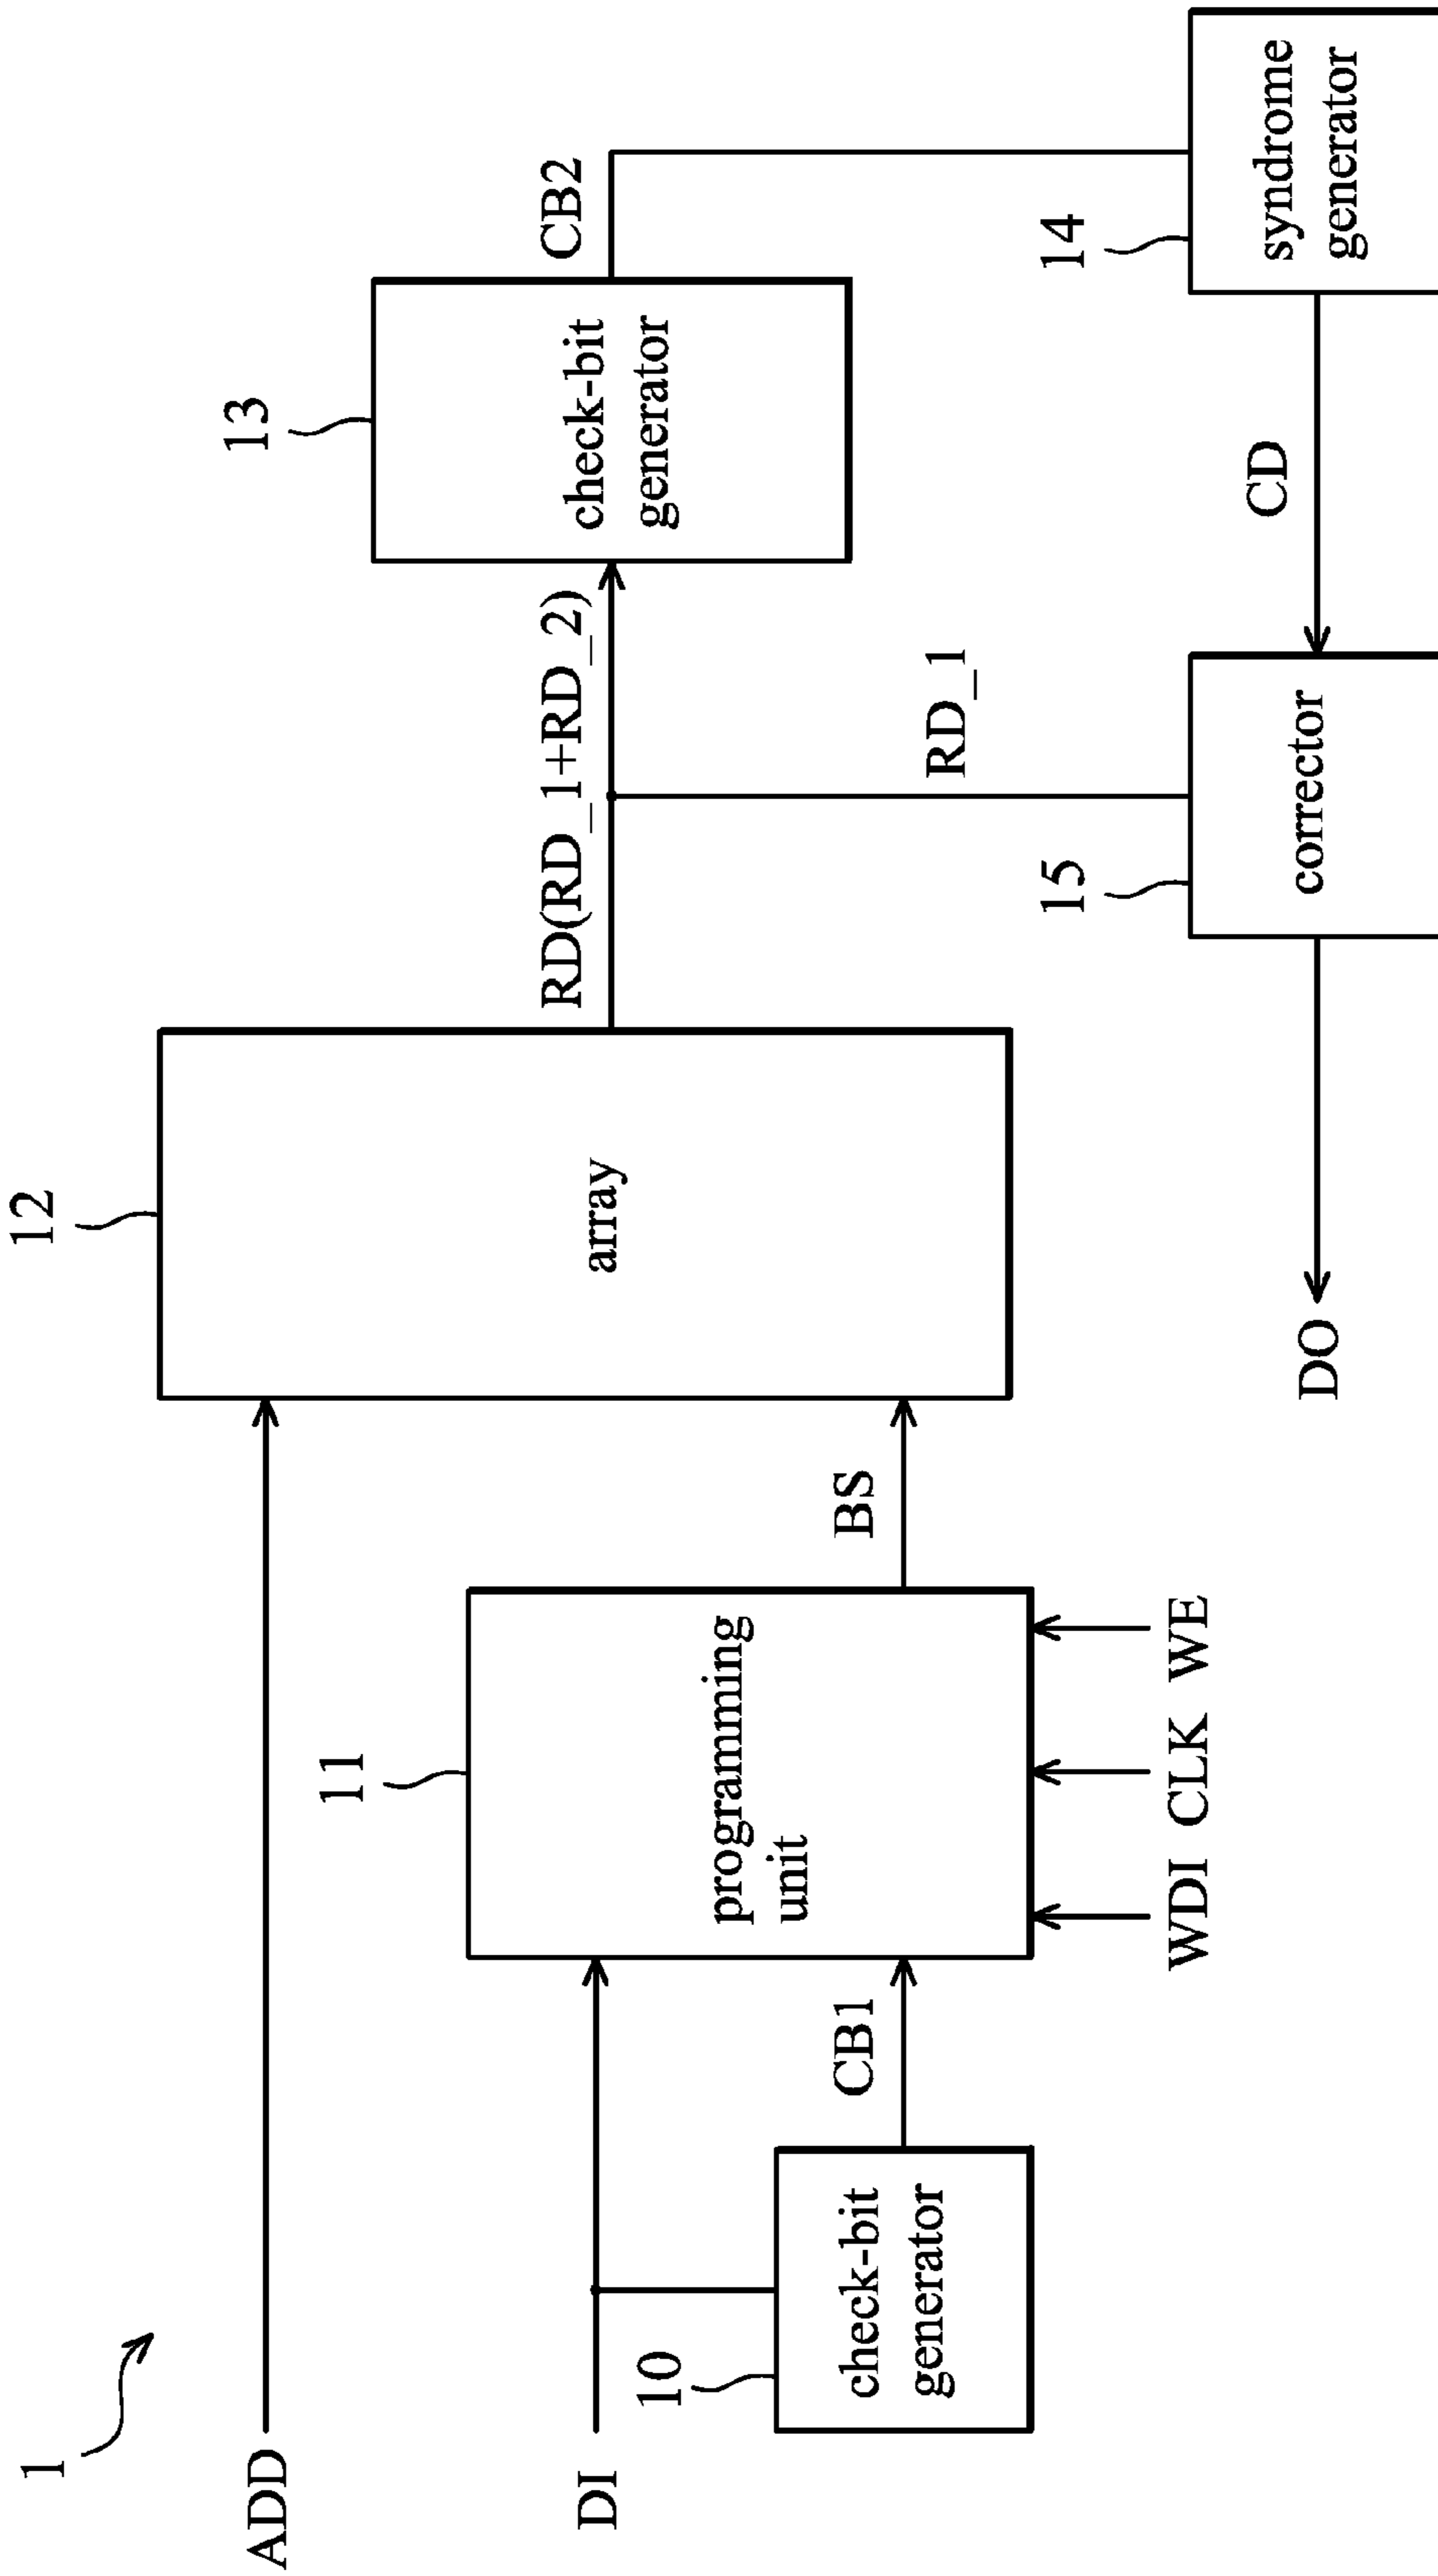 1
ADD
DI
10
check-bit
generator
CB1
11
programming
unit
WDI
CLK
WE
BS
12
array
RD(RD_1+RD_2)
RD_1
13
check-bit
generator
CB2
14
syndrome
generator
CD
15
corrector
DO